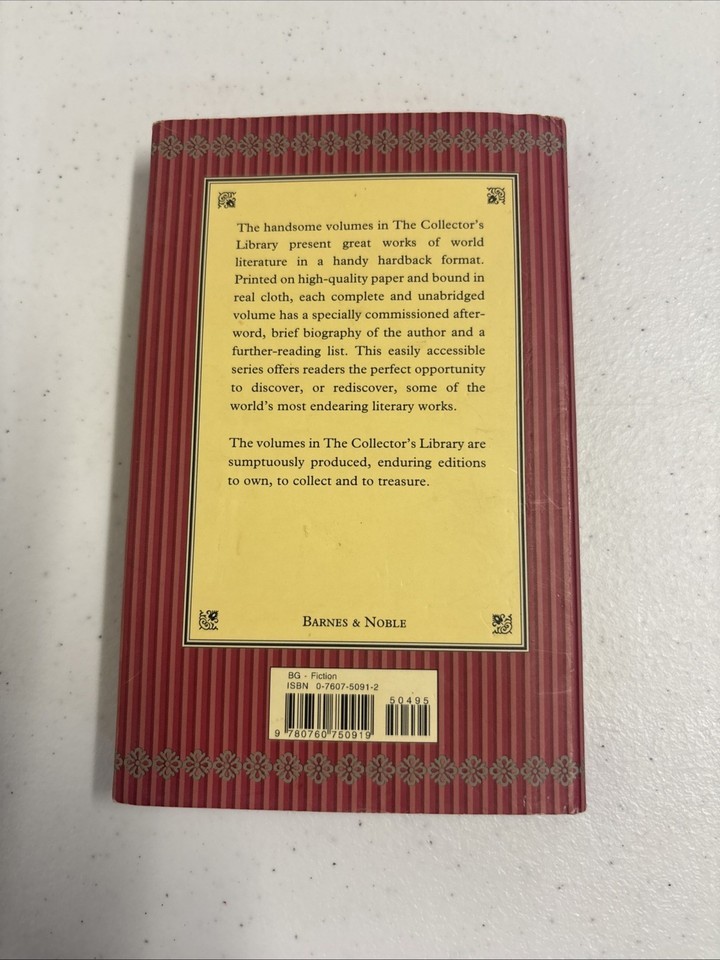 The handsome volumes in The Collector's
Library present great works of world
literature in a handy hardback format.
Printed on high-quality paper and bound in
real cloth, each complete and unabridged
volume has a specially commissioned after-
word, brief biography of the author and a
further-reading list. This easily accessible
series offers readers the perfect opportunity
to discover, or rediscover, some of the
world's most endearing literary works.
The volumes in The Collector's Library are
sumptuously produced, enduring editions
to own, to collect and to treasure.
BARNES & NOBLE
BG - Fiction
ISBN 0-7607-5091-2
50495
9 780760 750919